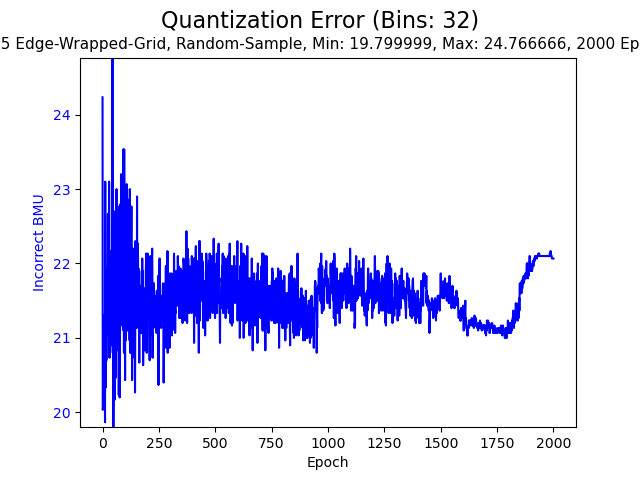 Quantization Error (Bins: 32)
5 Edge-Wrapped-Grid, Random-Sample, Min: 19.799999, Max: 24.766666, 2000 Ep
24
23
22
21
20
Incorrect BMU
0 250 500 750 1000 1250 1500 1750 2000
Epoch